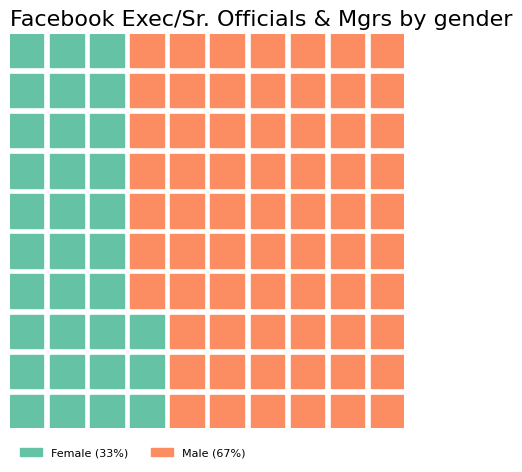 Facebook Exec/Sr. Officials & Mgrs by gender
Female (33%) Male (67%)